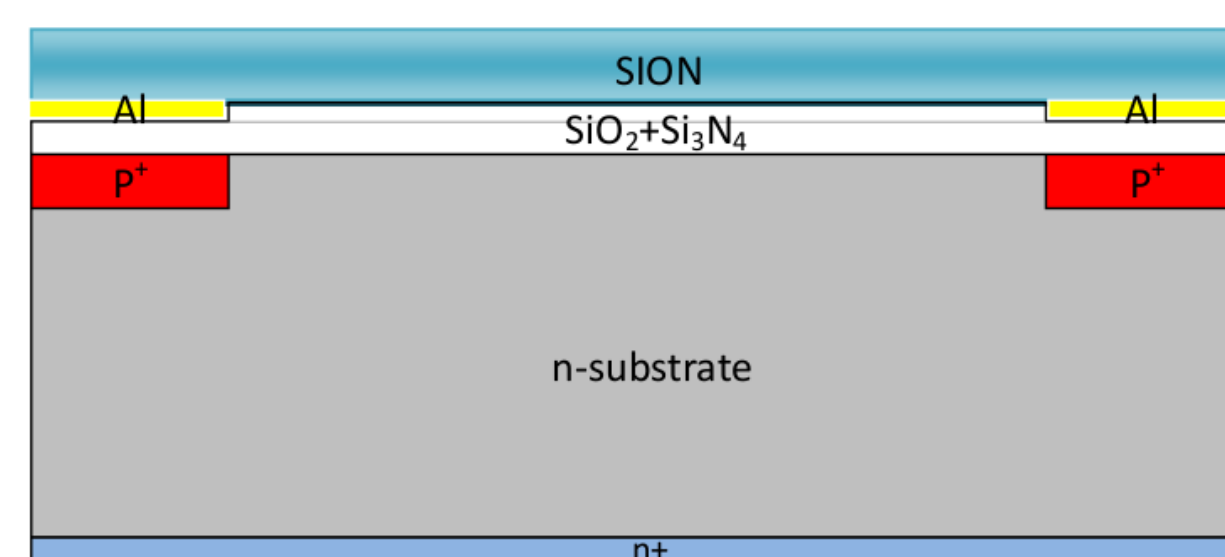 SION
Al
Al
SiO₂+Si₃N₄
P⁺
P⁺
n-substrate
n+